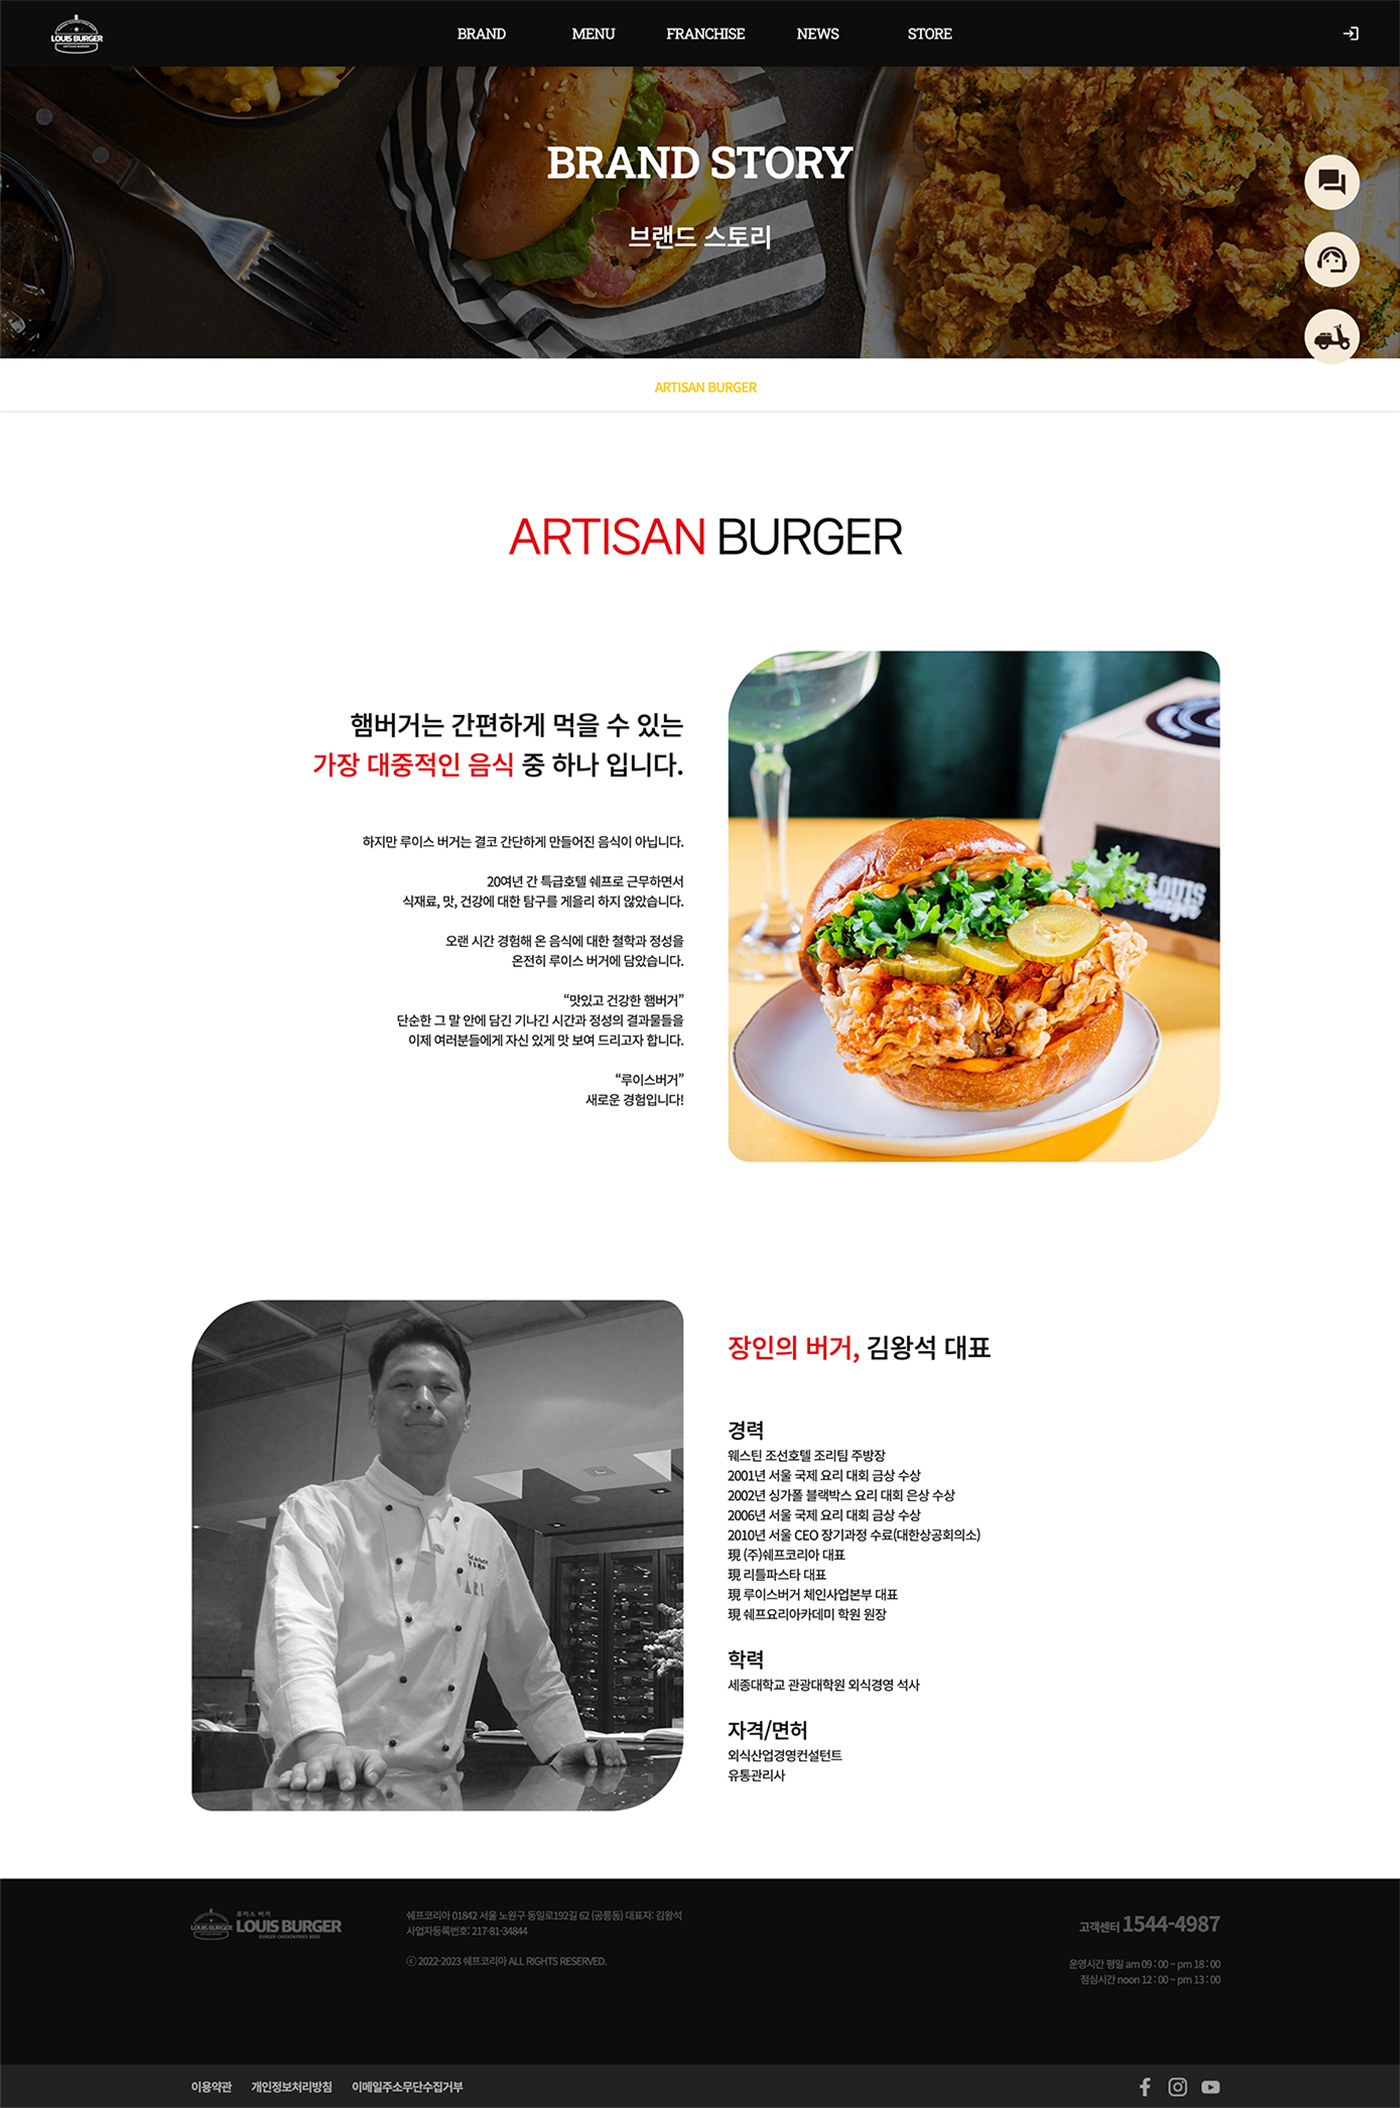 LOUIS BURGER
BRAND
MENU
FRANCHISE
NEWS
STORE
BRAND STORY
브랜드 스토리
ARTISAN BURGER
ARTISAN BURGER
햄버거는 간편하게 먹을 수 있는
가장 대중적인 음식 중 하나 입니다.
하지만 루이스 버거는 결코 간단하게 만들어진 음식이 아닙니다.
20여년 간 특급호텔 쉐프로 근무하면서
식재료, 맛, 건강에 대한 탐구를 게을리 하지 않았습니다.
오랜 시간 경험해 온 음식에 대한 철학과 정성을
온전히 루이스 버거에 담았습니다.
“맛있고 건강한 햄버거”
단순한 그 말 안에 담긴 기나긴 시간과 정성의 결과물들을
이제 여러분들에게 자신 있게 맛 보여 드리고자 합니다.
“루이스버거”
새로운 경험입니다!
LOUIS
Burger
장인의 버거, 김왕석 대표
경력
웨스틴 조선호텔 조리팀 주방장
2001년 서울 국제 요리 대회 금상 수상
2002년 싱가폴 블랙박스 요리 대회 은상 수상
2006년 서울 국제 요리 대회 금상 수상
2010년 서울 CEO 장기과정 수료(대한상공회의소)
現 (주)쉐프코리아 대표
現 리틀파스타 대표
現 루이스버거 체인사업본부 대표
現 쉐프요리아카데미 학원 원장
학력
세종대학교 관광대학원 외식경영 석사
자격/면허
외식산업경영컨설턴트
유통관리사
루이스 버거
LOUIS BURGER
LOUIS BURGER
BURGER CHICKEN FRIES BEER
쉐프코리아 01842 서울 노원구 동일로192길 62 (공릉동) 대표자: 김왕석
사업자등록번호: 217-81-34844
ⓒ 2022-2023 쉐프코리아 ALL RIGHTS RESERVED.
고객센터 1544-4987
운영시간 평일 am 09 : 00 ~ pm 18 : 00
점심시간 noon 12 : 00 ~ pm 13 : 00
이용약관
개인정보처리방침
이메일주소무단수집거부